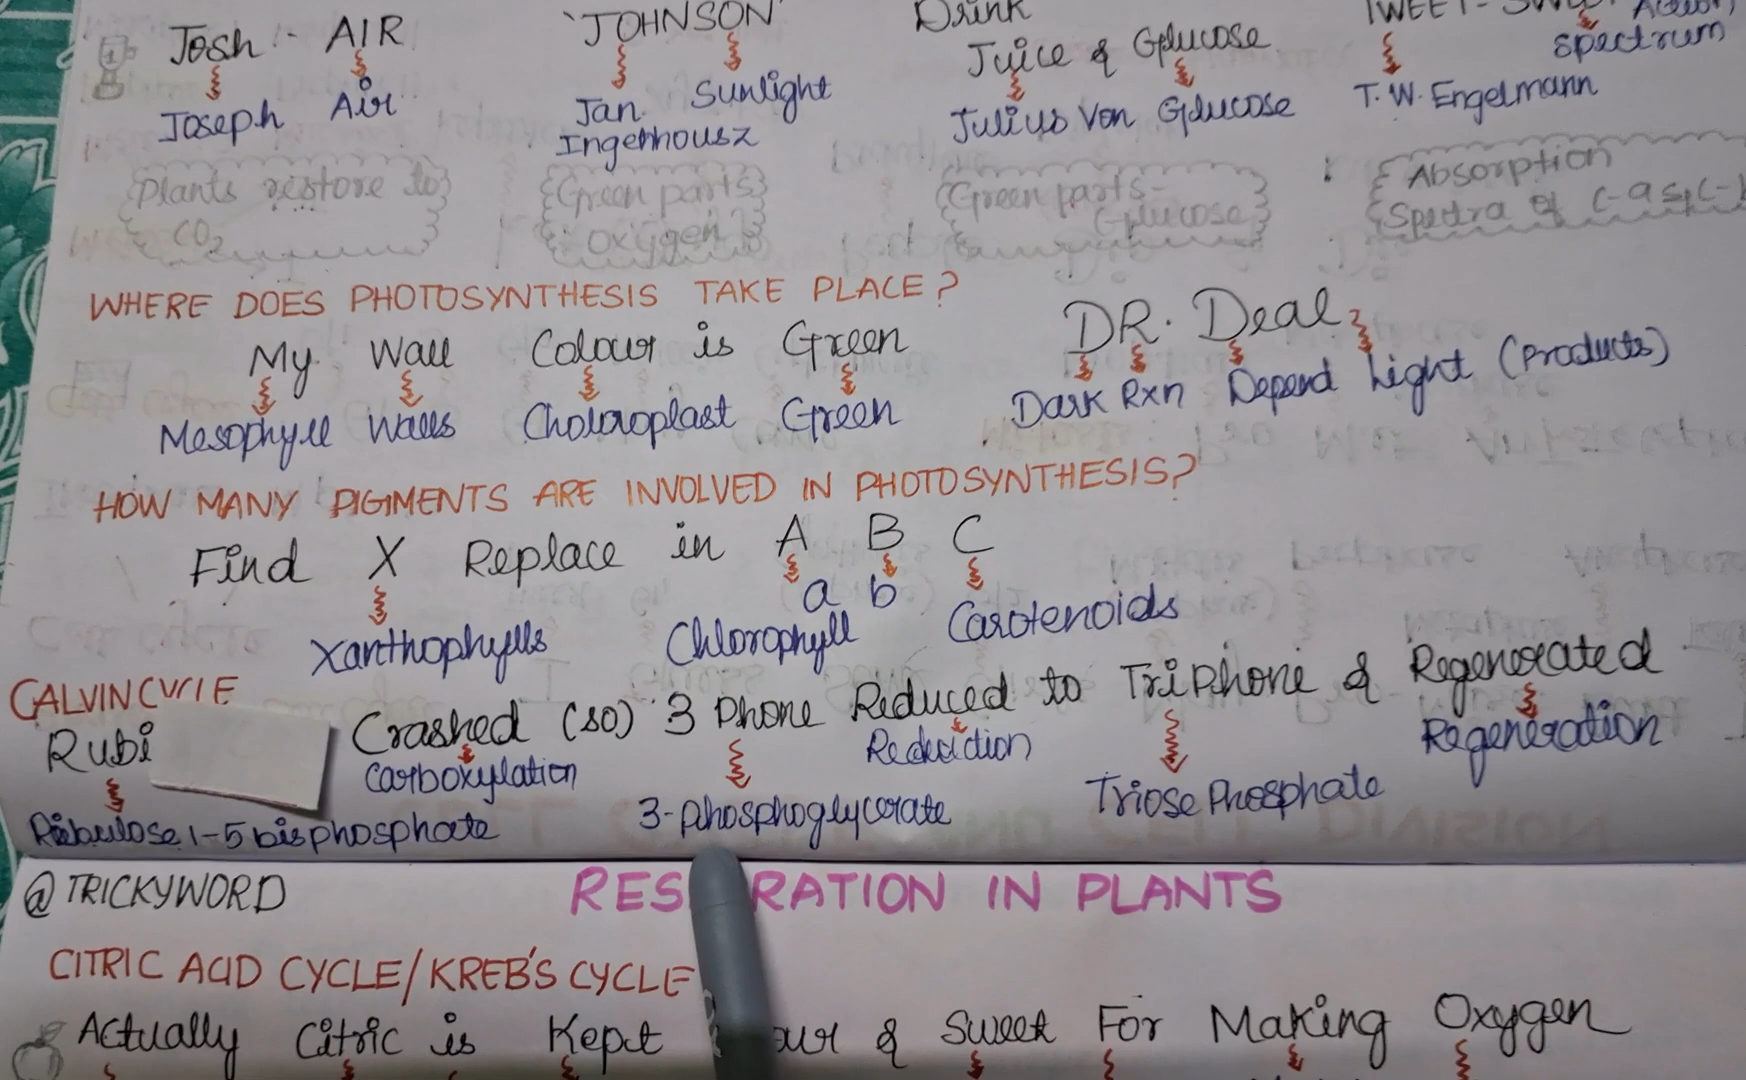 Josh :- AIR
Joseph Air
Plants restore to
CO2
'JOHNSON'
Jan Sunlight
Ingenhousz
Green parts
oxygen
Drink
Juice & Glucose
Julius Von Glucose
Green parts-
Glucose
TWEET-
Spectrum
T.W. Engelmann
Absorption
Spectra of
WHERE DOES PHOTOSYNTHESIS TAKE PLACE?
My Wall Colour is Green
Mesophyll Walls Choloroplast Green
DR. Deal
Dark Rxn Depend Light (Products)
HOW MANY PIGMENTS ARE INVOLVED IN PHOTOSYNTHESIS?
Find X Replace in A B C
a b
Xanthophylls Chlorophyll Carotenoids
CALVIN
Rubi Crashed (so) 3 Phone Reduced to TriPhone & Regenerated
Carboxylation Reduction Regeneration
Ribulose 1-5 bisphosphate 3-phosphoglycerate Triose Phosphate
@TRICKYWORD
RES RATION IN PLANTS
CITRIC ACID CYCLE/KREB'S CYCLE
Actually Citric is Kept our & Sweet For Making Oxygen